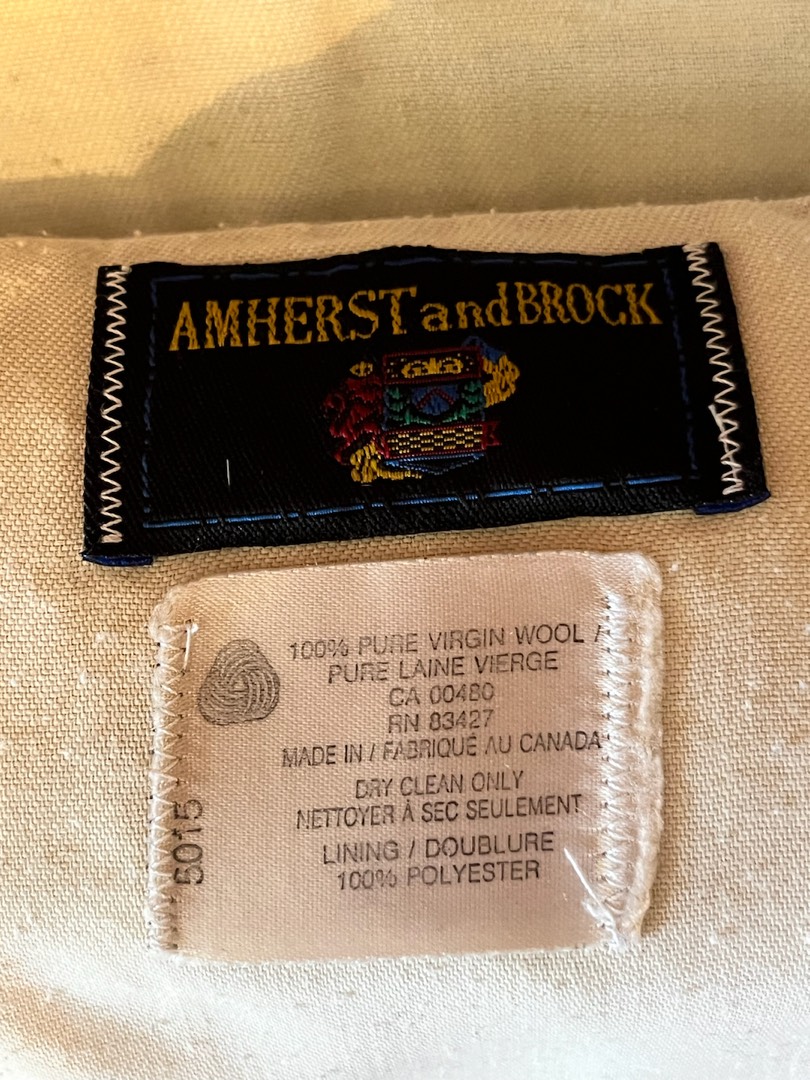 AMHERST and BROCK
100% PURE VIRGIN WOOL /
PURE LAINE VIERGE
CA 00480
RN 83427
MADE IN / FABRIQUÉ AU CANADA
DRY CLEAN ONLY
NETTOYER À SEC SEULEMENT
LINING / DOUBLURE
100% POLYESTER
5015